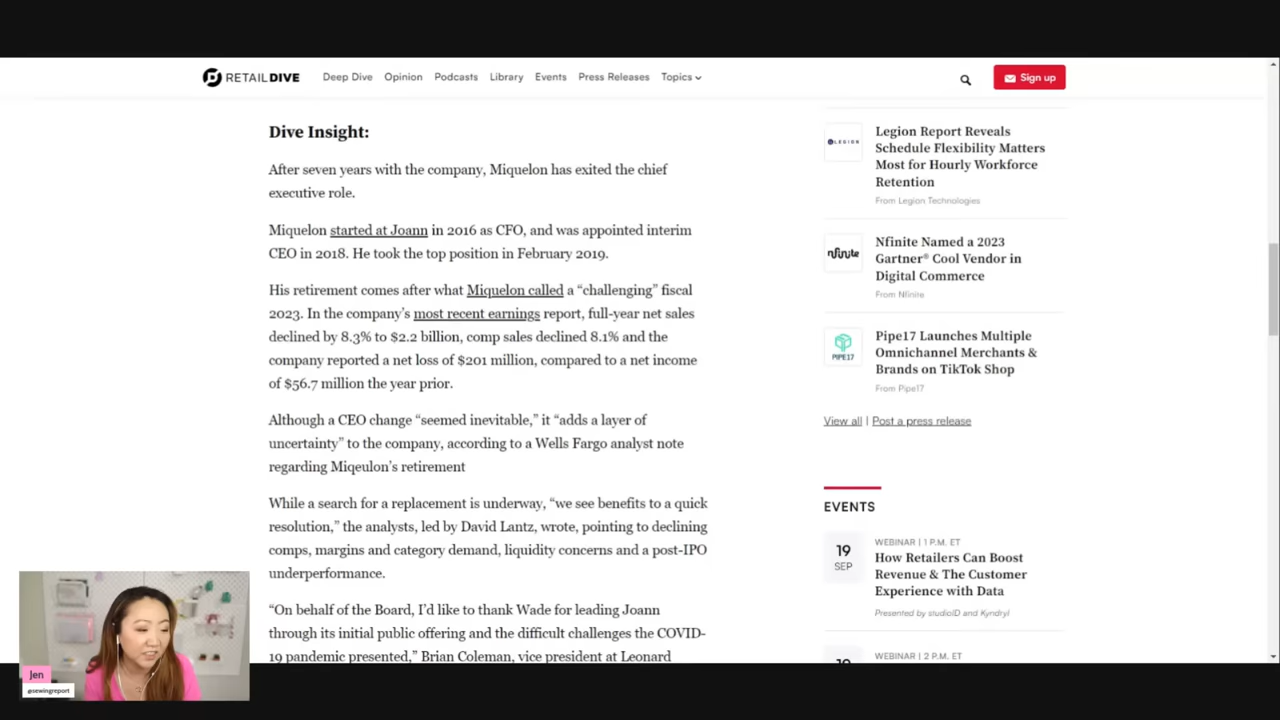 RETAILDIVE Deep Dive Opinion Podcasts Library Events Press Releases Topics Sign up
Dive Insight:
After seven years with the company, Miquelon has exited the chief
executive role.
Miquelon started at Joann in 2016 as CFO, and was appointed interim
CEO in 2018. He took the top position in February 2019.
His retirement comes after what Miquelon called a “challenging” fiscal
2023. In the company’s most recent earnings report, full-year net sales
declined by 8.3% to $2.2 billion, comp sales declined 8.1% and the
company reported a net loss of $201 million, compared to a net income
of $56.7 million the year prior.
Although a CEO change “seemed inevitable,” it “adds a layer of
uncertainty” to the company, according to a Wells Fargo analyst note
regarding Miqeulon’s retirement
While a search for a replacement is underway, “we see benefits to a quick
resolution,” the analysts, led by David Lantz, wrote, pointing to declining
comps, margins and category demand, liquidity concerns and a post-IPO
underperformance.
“On behalf of the Board, I’d like to thank Wade for leading Joann
through its initial public offering and the difficult challenges the COVID-
19 pandemic presented,” Brian Coleman, vice president at Leonard
LEGION
Legion Report Reveals
Schedule Flexibility Matters
Most for Hourly Workforce
Retention
From Legion Technologies
nfinite
Nfinite Named a 2023
Gartner® Cool Vendor in
Digital Commerce
From Nfinite
PIPE17
Pipe17 Launches Multiple
Omnichannel Merchants &
Brands on TikTok Shop
From Pipe17
View all | Post a press release
EVENTS
19
SEP
WEBINAR | 1 P.M. ET
How Retailers Can Boost
Revenue & The Customer
Experience with Data
Presented by studioID and Kyndryl
WEBINAR | 2 P.M. ET
Jen
@sewingreport